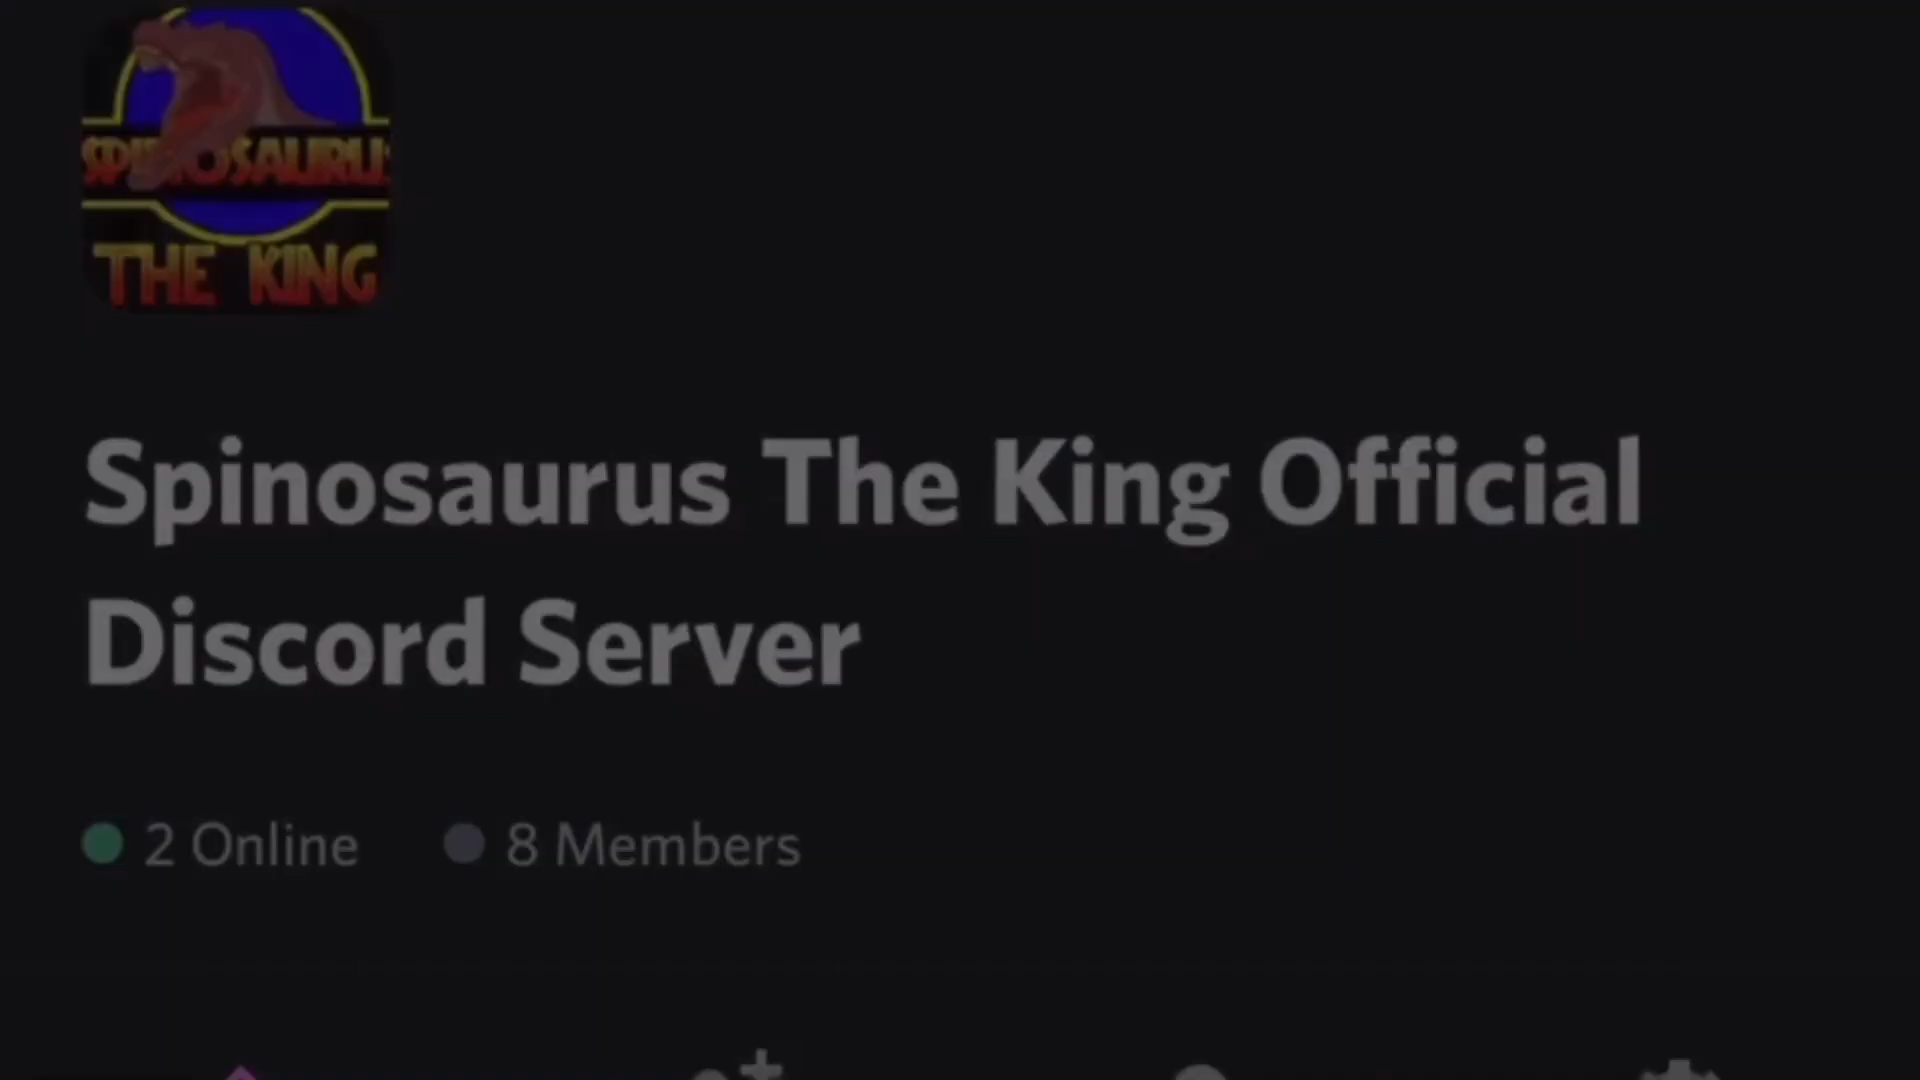 SPINOSAURUS
THE KING
Spinosaurus The King Official
Discord Server
2 Online
8 Members